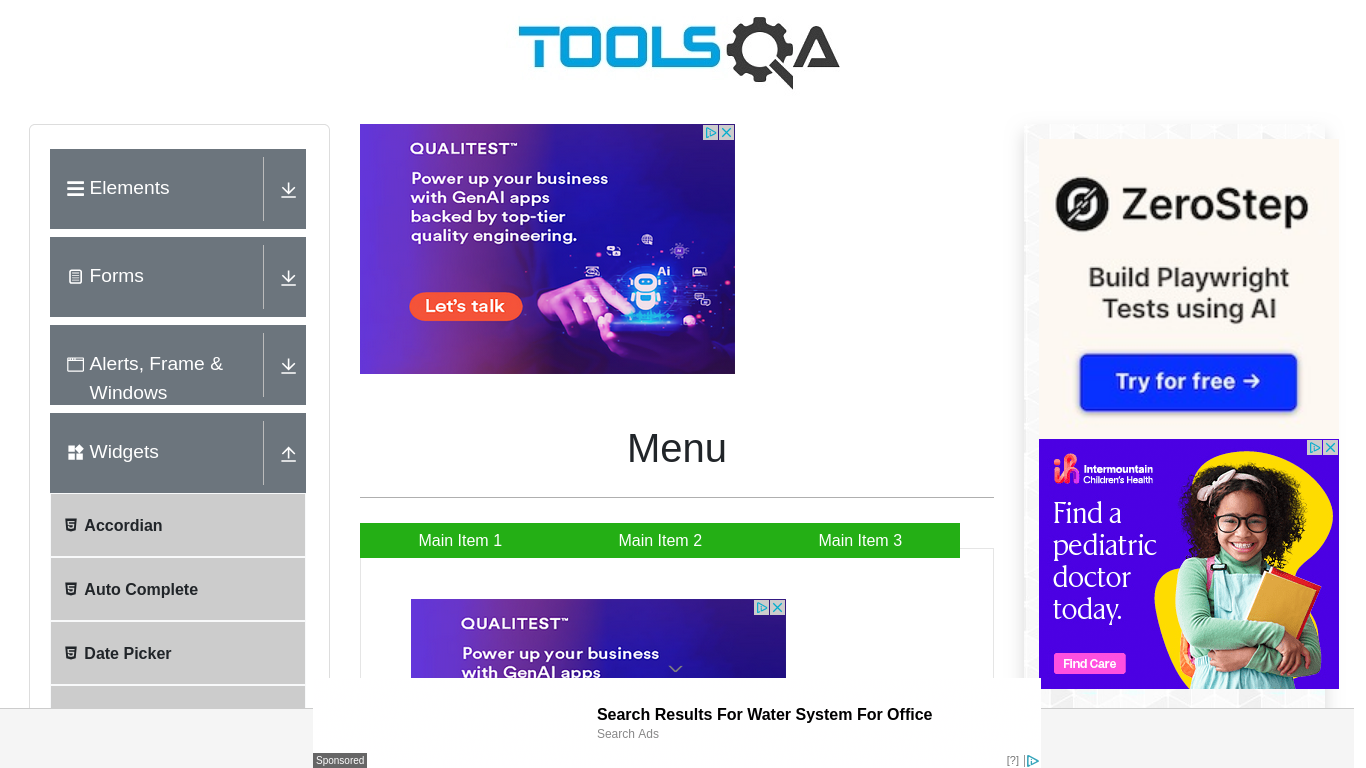 TOOLSQA
Elements
Forms
Alerts, Frame &
Windows
Widgets
Accordian
Auto Complete
Date Picker
QUALITEST™
Power up your business
with GenAI apps
backed by top-tier
quality engineering.
Let's talk
Ai
Menu
Main Item 1
Main Item 2
Main Item 3
QUALITEST™
Power up your business
with GenAI apps
ZeroStep
Build Playwright
Tests using AI
Try for free →
Intermountain
Children's Health
Find a
pediatric
doctor
today.
Find Care
Search Results For Water System For Office
Search Ads
Sponsored
[?]